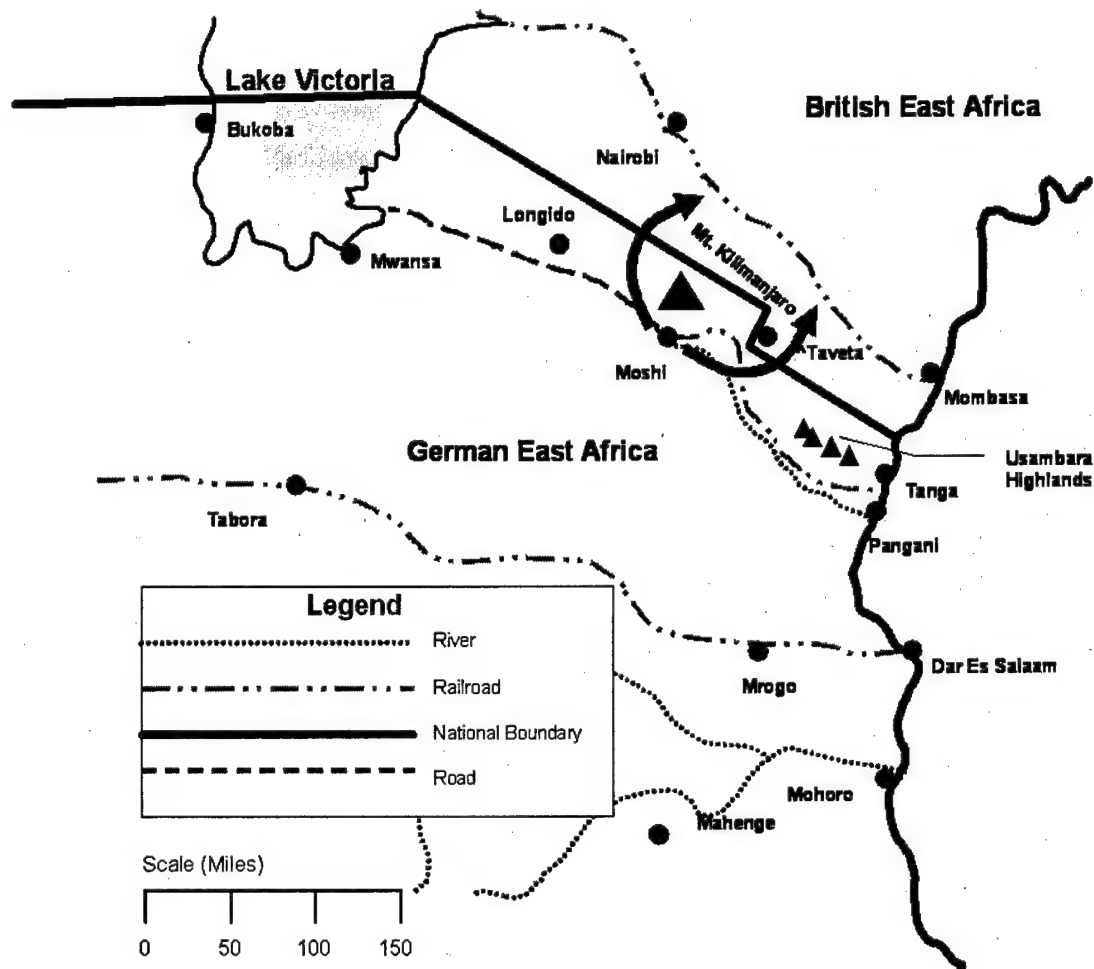 Lake Victoria
British East Africa
Bukoba
Nairobi
Longido
Mt. Kilimanjaro
Mwansa
Moshi
Taveta
Mombasa
German East Africa
Usambara
Highlands
Tabora
Tanga
Pangani
Legend
River
Railroad
National Boundary
Road
Dar Es Salaam
Mrogo
Mohoro
Mahenge
Scale (Miles)
0 50 100 150